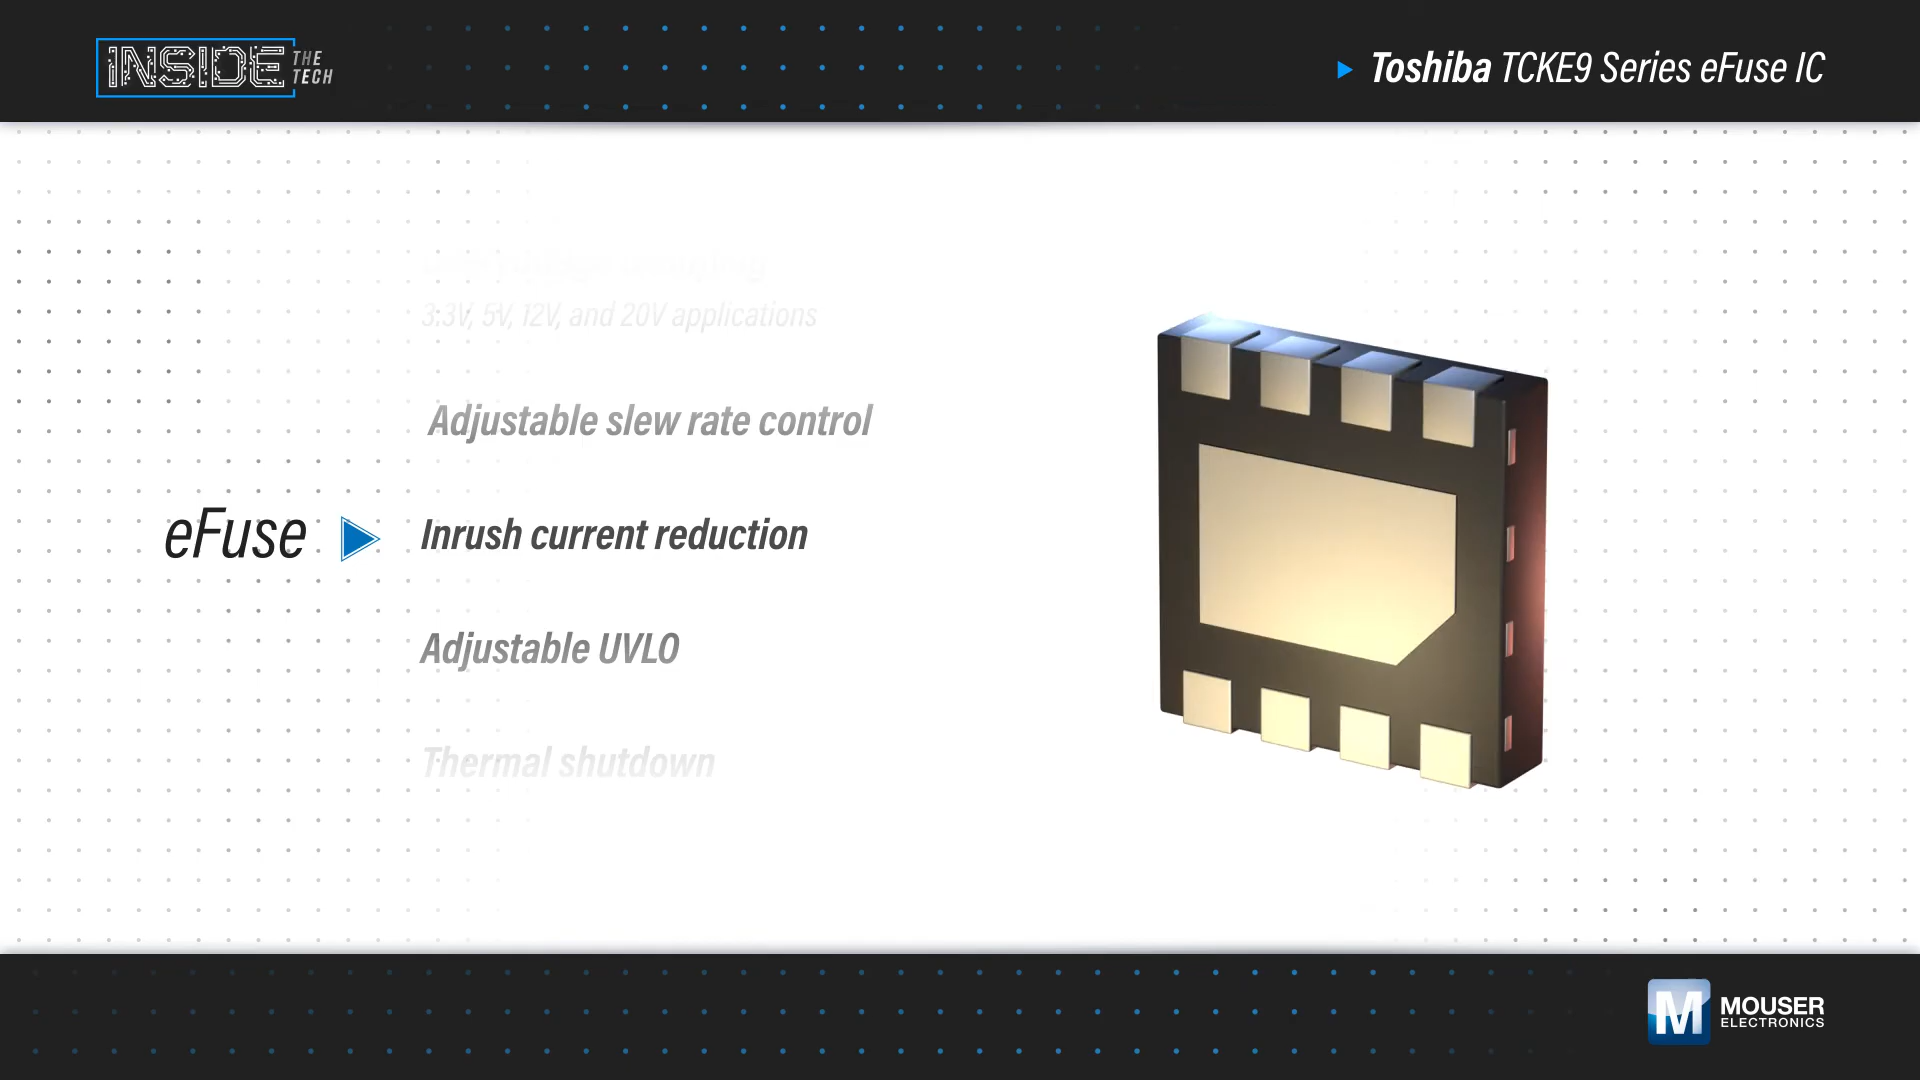 INSIDE
THE
TECH
Toshiba TCKE9 Series eFuse IC
3.3V, 5V, 12V, and 20V applications
Adjustable slew rate control
eFuse
Inrush current reduction
Adjustable UVLO
Thermal shutdown
M
MOUSER
ELECTRONICS